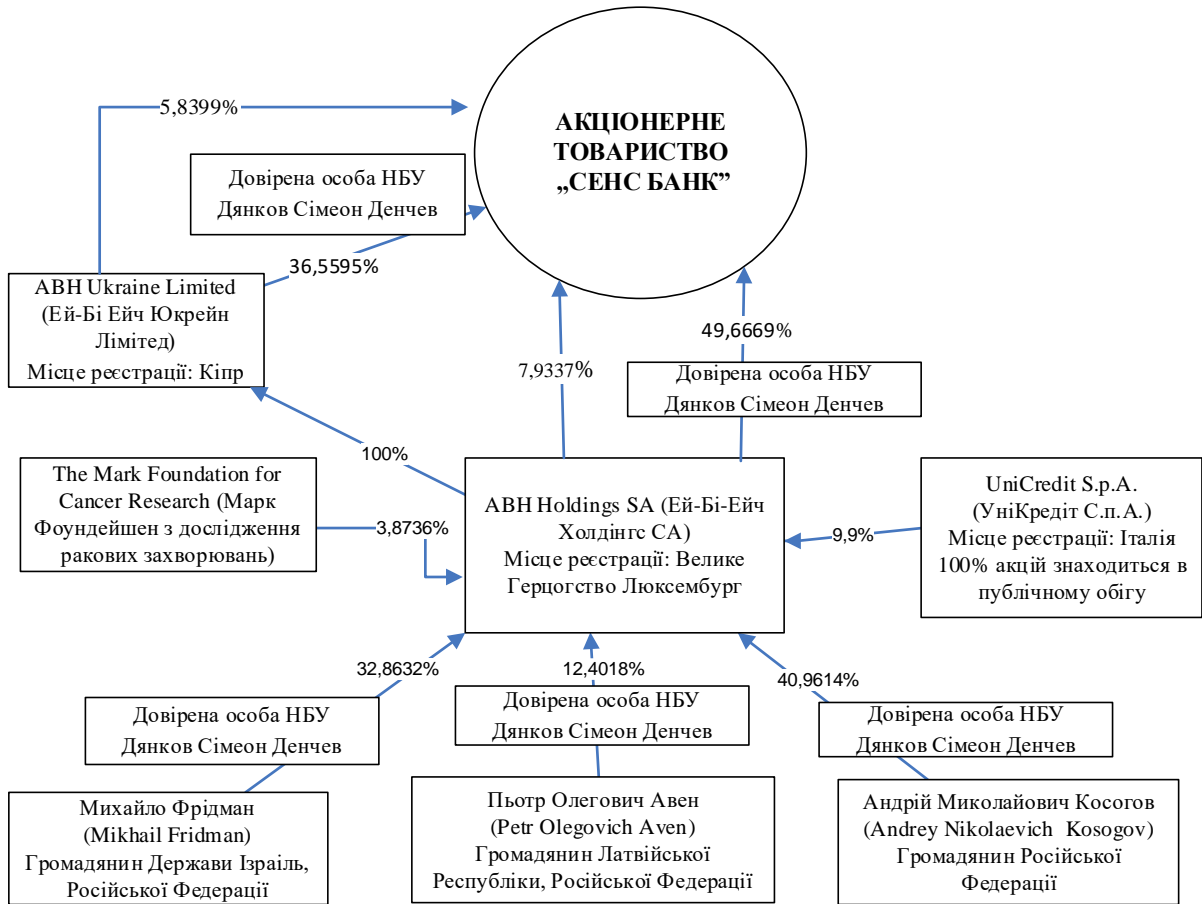 5,8399%
АКЦІОНЕРНЕ
ТОВАРИСТВО
„СЕНС БАНК”
Довірена особа НБУ
Дянков Сімеон Денчев
36,5595%
ABH Ukraine Limited
(Ей-Бі Ейч Юкрейн
Лімітед)
Місце реєстрації: Кіпр
7,9337%
49,6669%
Довірена особа НБУ
Дянков Сімеон Денчев
100%
The Mark Foundation for
Cancer Research (Марк
Фоундейшен з дослідження
ракових захворювань)
3,8736%
ABH Holdings SA (Ей-Бі-Ейч
Холдінгс СА)
Місце реєстрації: Велике
Герцогство Люксембург
9,9%
UniCredit S.p.A.
(УніКредіт С.п.А.)
Місце реєстрації: Італія
100% акцій знаходиться в
публічному обігу
32,8632%
12,4018%
40,9614%
Довірена особа НБУ
Дянков Сімеон Денчев
Довірена особа НБУ
Дянков Сімеон Денчев
Довірена особа НБУ
Дянков Сімеон Денчев
Михайло Фрідман
(Mikhail Fridman)
Громадянин Держави Ізраіль,
Російської Федерації
Пьотр Олегович Авен
(Petr Olegovich Aven)
Громадянин Латвійської
Республіки, Російської Федерації
Андрій Миколайович Косогов
(Andrey Nikolaevich Kosogov)
Громадянин Російської
Федерації